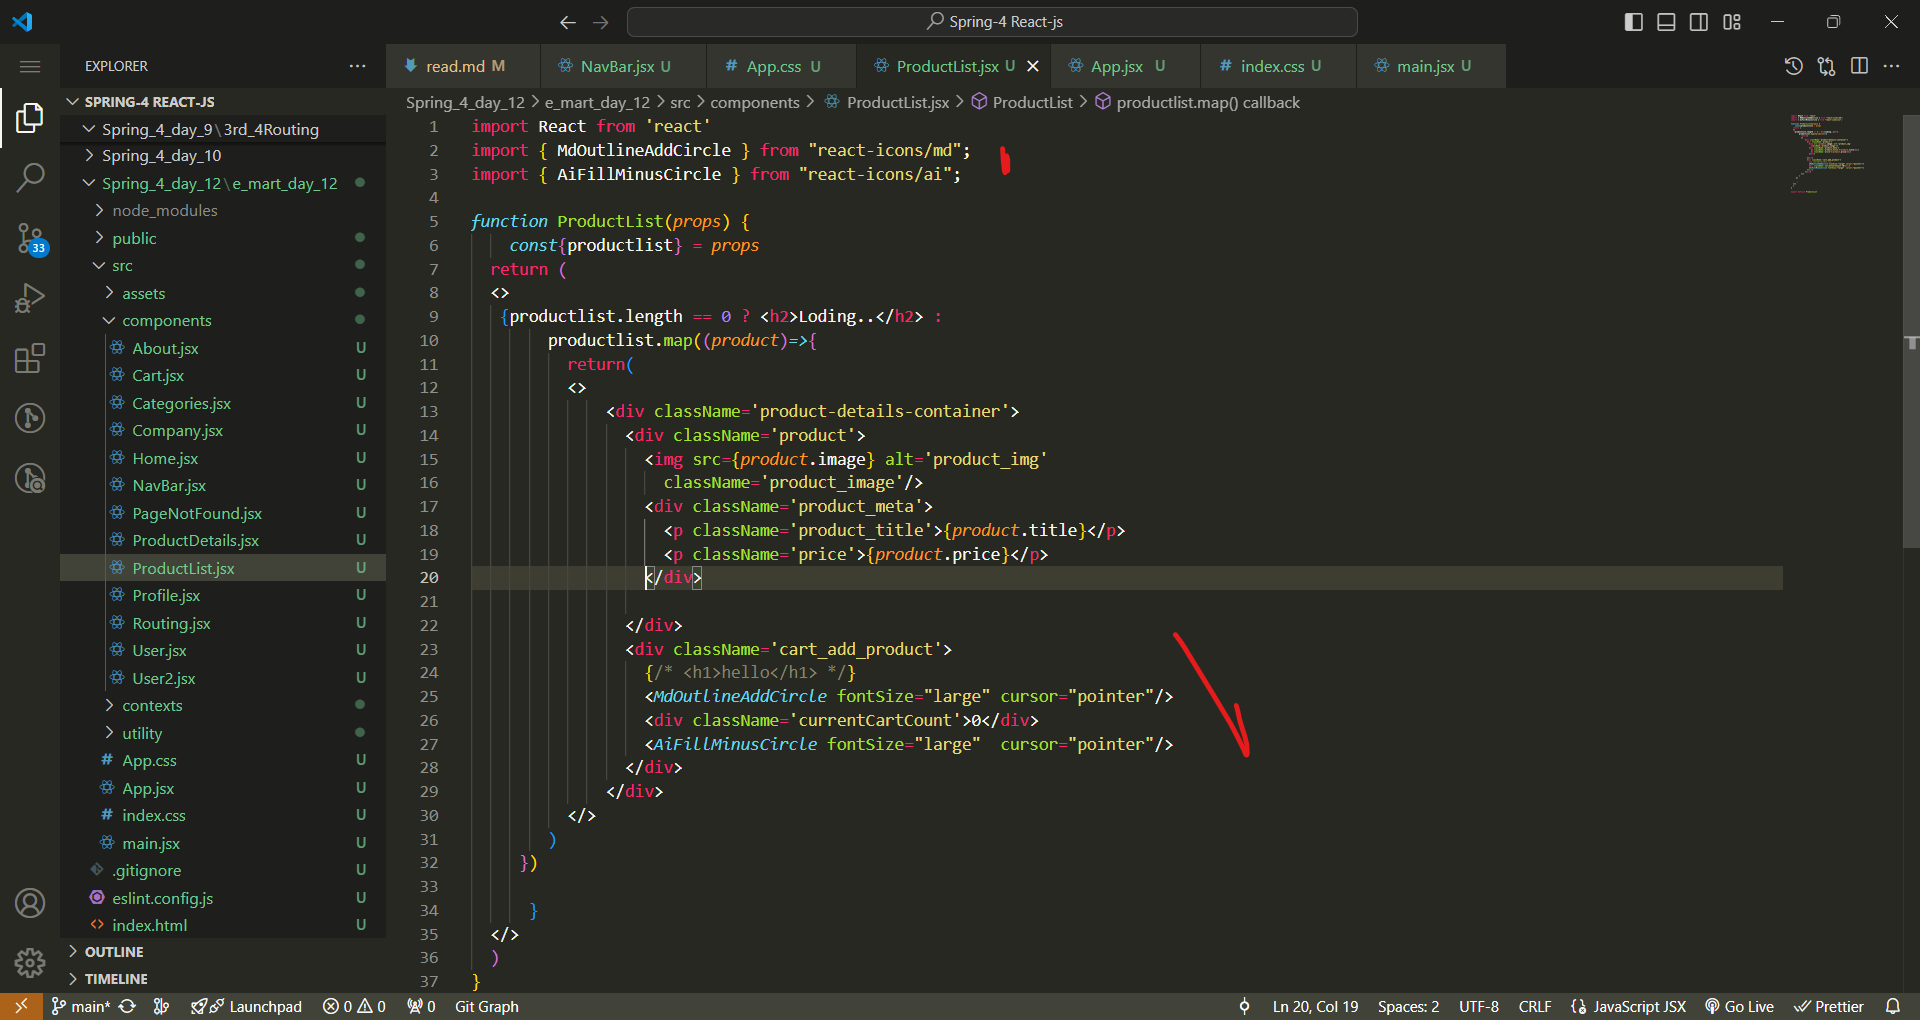 Spring-4 React-js
EXPLORER
read.md M
NavBar.jsx U
# App.css U
ProductList.jsx U
App.jsx U
# index.css U
main.jsx U
SPRING-4 REACT-JS
Spring_4_day_12 > e_mart_day_12 > src > components > ProductList.jsx > ProductList > productlist.map() callback
Spring_4_day_9\3rd_4Routing
Spring_4_day_10
Spring_4_day_12\e_mart_day_12
node_modules
public
src
assets
components
About.jsx U
Cart.jsx U
Categories.jsx U
Company.jsx U
Home.jsx U
NavBar.jsx U
PageNotFound.jsx U
ProductDetails.jsx U
ProductList.jsx U
Profile.jsx U
Routing.jsx U
User.jsx U
User2.jsx U
contexts
utility
# App.css U
App.jsx U
# index.css U
main.jsx U
.gitignore U
eslint.config.js U
<> index.html U
OUTLINE
TIMELINE
33
1 import React from 'react'
2 import { MdOutlineAddCircle } from "react-icons/md";
3 import { AiFillMinusCircle } from "react-icons/ai";
4
5 function ProductList(props) {
6 const{productlist} = props
7 return (
8 <>
9 {productlist.length == 0 ? <h2>Loding..</h2> :
10 productlist.map((product)=>{
11 return(
12 <>
13 <div className='product-details-container'>
14 <div className='product'>
15 <img src={product.image} alt='product_img'
16 className='product_image'/>
17 <div className='product_meta'>
18 <p className='product_title'>{product.title}</p>
19 <p className='price'>{product.price}</p>
20 </div>
21
22 </div>
23 <div className='cart_add_product'>
24 {/* <h1>hello</h1> */}
25 <MdOutlineAddCircle fontSize="large" cursor="pointer"/>
26 <div className='currentCartCount'>0</div>
27 <AiFillMinusCircle fontSize="large"  cursor="pointer"/>
28 </div>
29 </div>
30 </>
31 )
32 })
33
34 }
35 </>
36 )
37 }
main* Launchpad 0 0 0 Git Graph Ln 20, Col 19 Spaces: 2 UTF-8 CRLF {} JavaScript JSX Go Live Prettier